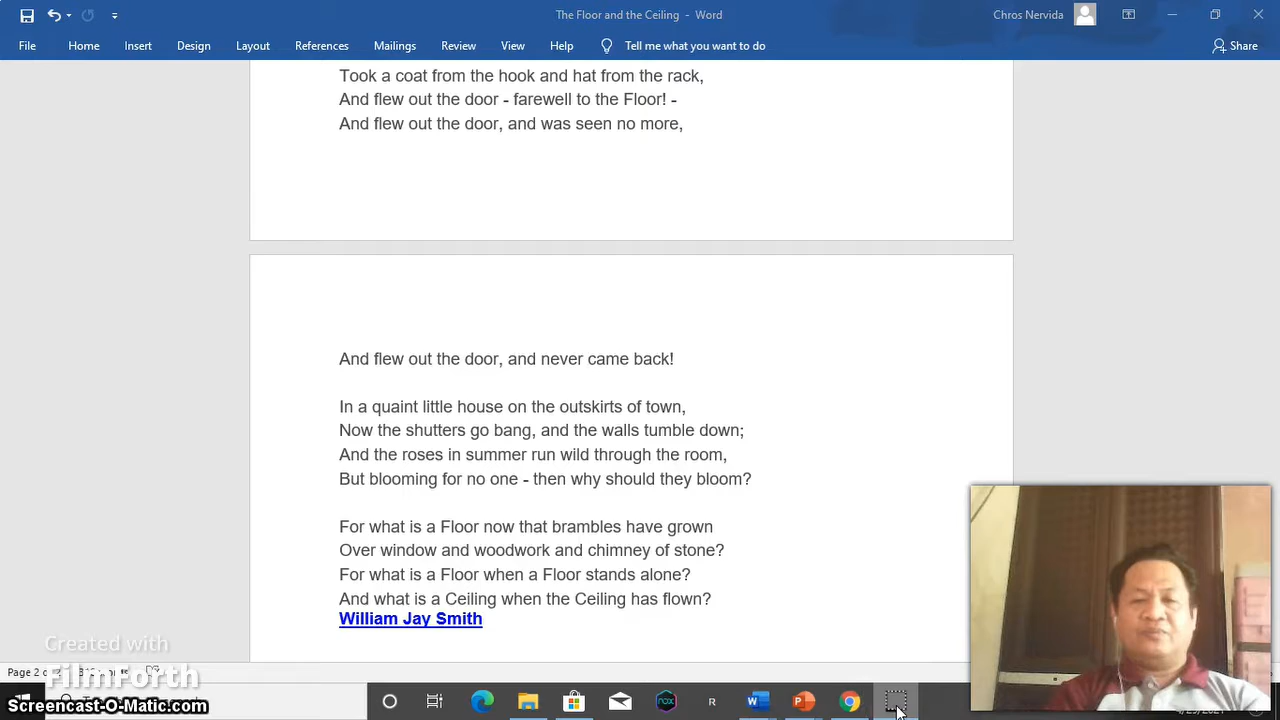 The Floor and the Ceiling - Word
Chros Nervida
File Home Insert Design Layout References Mailings Review View Help Tell me what you want to do Share
Took a coat from the hook and hat from the rack,
And flew out the door - farewell to the Floor! -
And flew out the door, and was seen no more,
And flew out the door, and never came back!
In a quaint little house on the outskirts of town,
Now the shutters go bang, and the walls tumble down;
And the roses in summer run wild through the room,
But blooming for no one - then why should they bloom?
For what is a Floor now that brambles have grown
Over window and woodwork and chimney of stone?
For what is a Floor when a Floor stands alone?
And what is a Ceiling when the Ceiling has flown?
William Jay Smith
Created with
FilmForth
Page 2 of 2
Screencast-O-Matic.com
nox
R